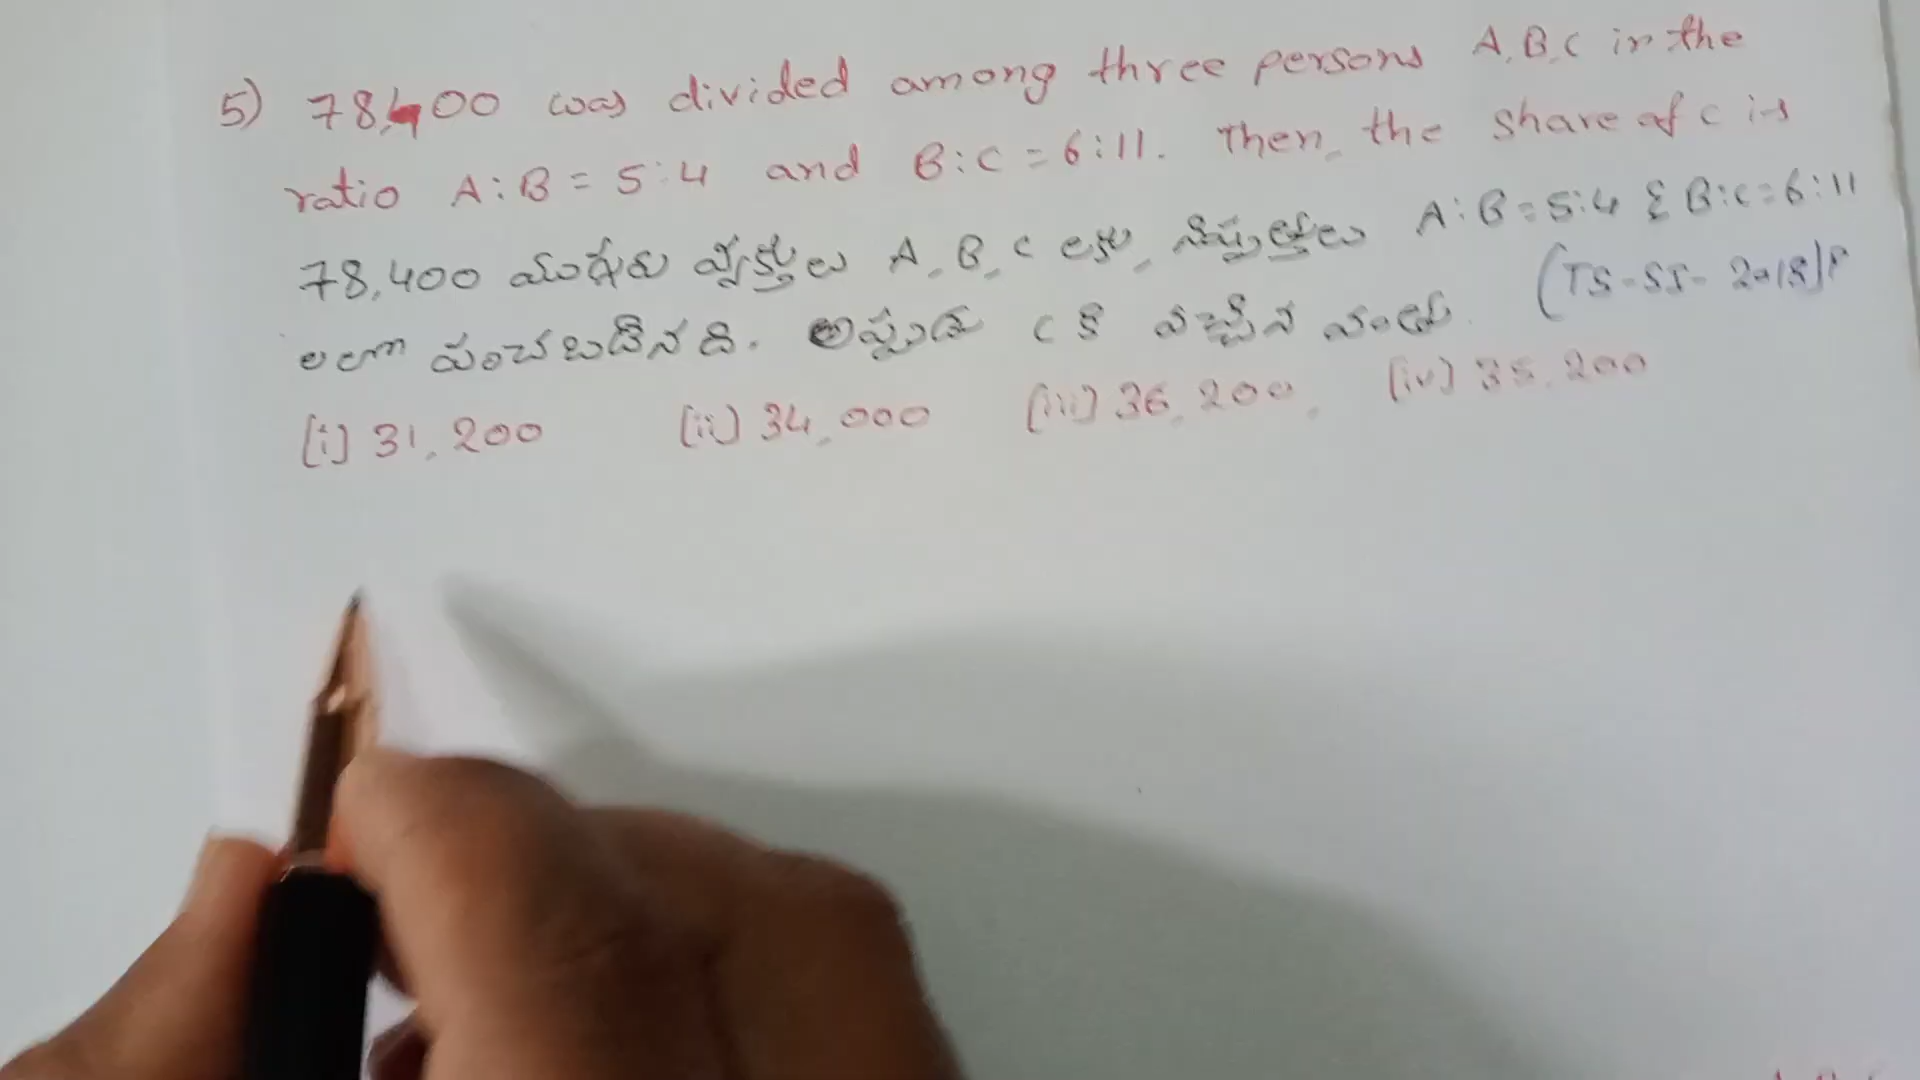 5) 78,400 was divided among three persons A, B, C in the
ratio A:B = 5:4 and B:C = 6:11. Then, the share of C is
78,400 ముగ్గురు వ్యక్తులు A, B, C లకు, నిష్పత్తులు A:B=5:4 & B:C=6:11
లలో పంచబడినది. అప్పుడు C కి వచ్చిన (TS-SI-2018)P
(i) 31,200 (ii) 34,000 (iii) 36,200, (iv) 35,200